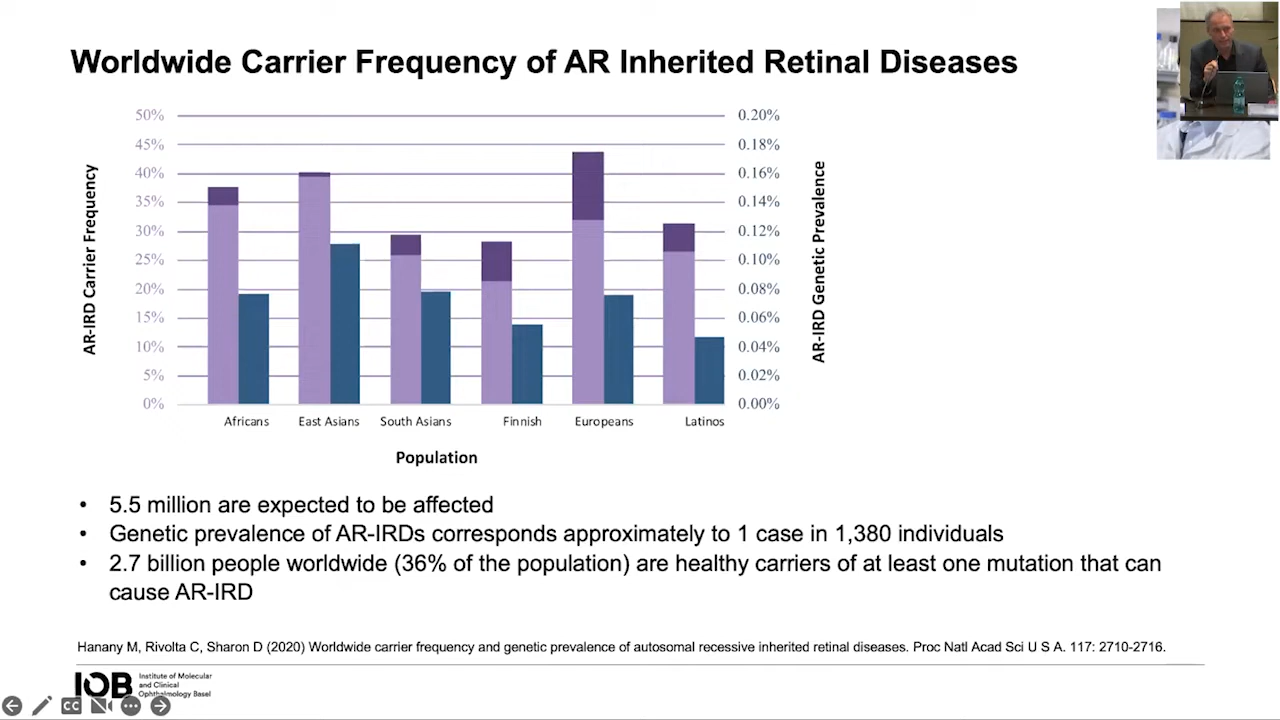 Worldwide Carrier Frequency of AR Inherited Retinal Diseases
AR-IRD Carrier Frequency
50%
45%
40%
35%
30%
25%
20%
15%
10%
5%
0%
0.20%
0.18%
0.16%
0.14%
0.12%
0.10%
0.08%
0.06%
0.04%
0.02%
0.00%
AR-IRD Genetic Prevalence
Africans East Asians South Asians Finnish Europeans Latinos
Population
• 5.5 million are expected to be affected
• Genetic prevalence of AR-IRDs corresponds approximately to 1 case in 1,380 individuals
• 2.7 billion people worldwide (36% of the population) are healthy carriers of at least one mutation that can
cause AR-IRD
Hanany M, Rivolta C, Sharon D (2020) Worldwide carrier frequency and genetic prevalence of autosomal recessive inherited retinal diseases. Proc Natl Acad Sci U S A. 117: 2710-2716.
IOB
Institute of Molecular
and Clinical
Ophthalmology Basel
CC